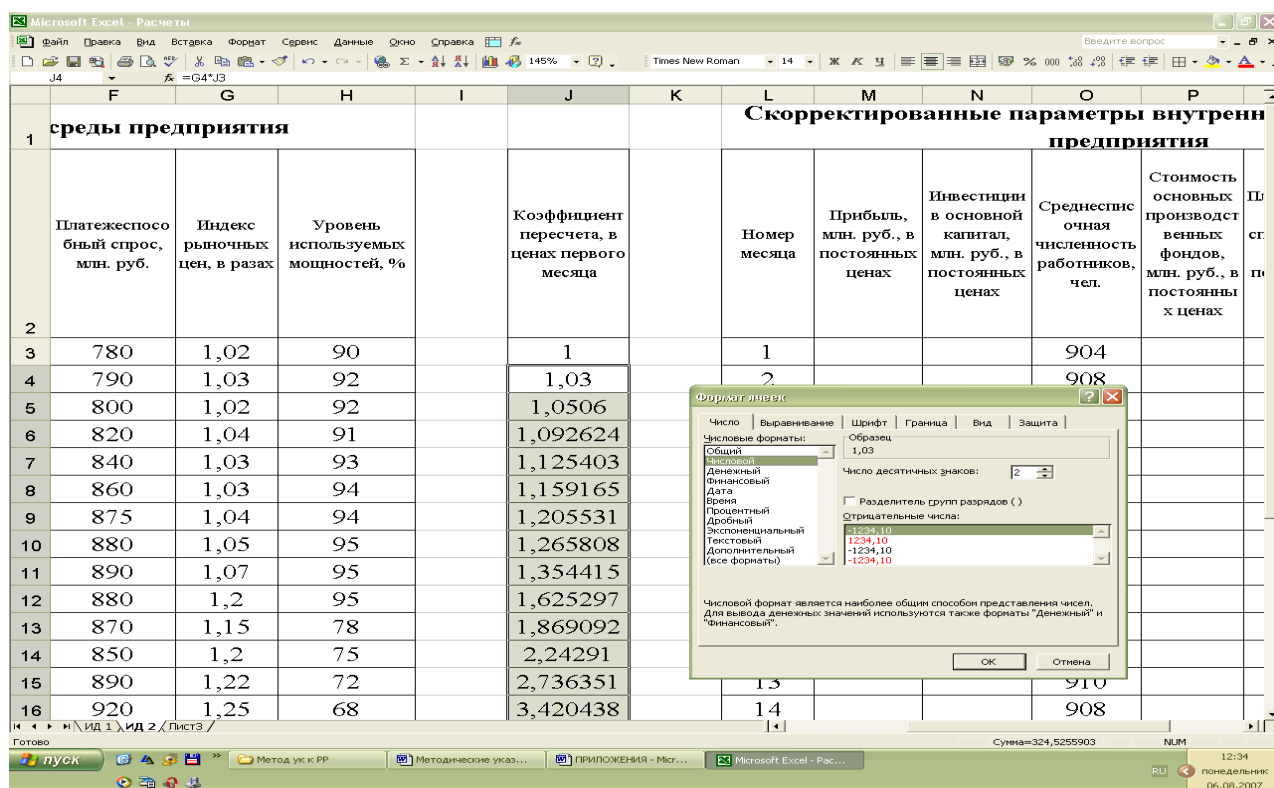 Microsoft Excel - Расчеты
Файл Правка Вид Вставка Формат Сервис Данные Окно Справка
Введите вопрос
145% Times New Roman 14 Ж К Ч % 000
J4 fx =G4*J3
F G H I J K L M N O P
1 среды предприятия Скорректированные параметры внутренн
предприятия
2
Платежеспосо
бный спрос,
млн. руб.
Индекс
рыночных
цен, в разах
Уровень
используемых
мощностей, %
Коэффициент
пересчета, в
ценах первого
месяца
Номер
месяца
Прибыль,
млн. руб., в
постоянных
ценах
Инвестиции
в основной
капитал,
млн. руб., в
постоянных
ценах
Среднеспис
очная
численность
работников,
чел.
Стоимость
основных
производст
венных
фондов,
млн. руб., в
постоянны
х ценах
3 780 1,02 90 1 1 904
4 790 1,03 92 1,03 2 908
5 800 1,02 92 1,0506
6 820 1,04 91 1,092624
7 840 1,03 93 1,125403
8 860 1,03 94 1,159165
9 875 1,04 94 1,205531
10 880 1,05 95 1,265808
11 890 1,07 95 1,354415
12 880 1,2 95 1,625297
13 870 1,15 78 1,869092
14 850 1,2 75 2,24291
15 890 1,22 72 2,736351 13 910
16 920 1,25 68 3,420438 14 908
Формат ячеек
Число Выравнивание Шрифт Граница Вид Защита
Числовые форматы:
Общий
Числовой
Денежный
Финансовый
Дата
Время
Процентный
Дробный
Экспоненциальный
Текстовый
Дополнительный
(все форматы)
Образец
1,03
Число десятичных знаков: 2
Разделитель групп разрядов ( )
Отрицательные числа:
-1234,10
1234,10
-1234,10
-1234,10
Числовой формат является наиболее общим способом представления чисел.
Для вывода денежных значений используются также форматы "Денежный" и
"Финансовый".
ОК Отмена
ИД 1 ИД 2 Лист3
Готово Сумма=324,5255903 NUM
пуск Метод ук к РР Методические указ... ПРИЛОЖЕНИЯ - Micr... Microsoft Excel - Рас...
RU
12:34
понедельник
06.08.2007